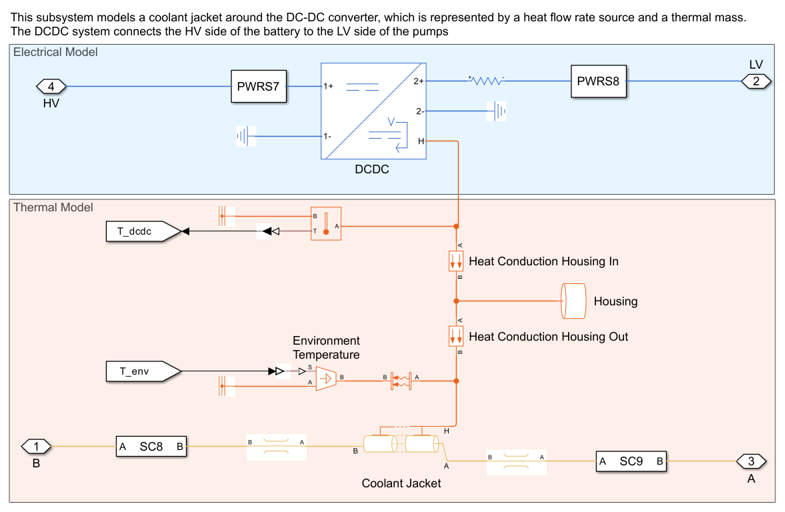 This subsystem models a coolant jacket around the DC-DC converter, which is represented by a heat flow rate source and a thermal mass.
The DCDC system connects the HV side of the battery to the LV side of the pumps
Electrical Model
LV
4
PWRS7
1+
2+
+
-
PWRS8
2
HV
2-
V
1-
H
DCDC
Thermal Model
B
T_dcdc
T
A
A
Heat Conduction Housing In
B
Housing
A
Heat Conduction Housing Out
B
Environment
Temperature
T_env
S
A
B
B
A
H
1
A SC8 B
B
A
B
B
A
B
A
A SC9 B
3
A
Coolant Jacket